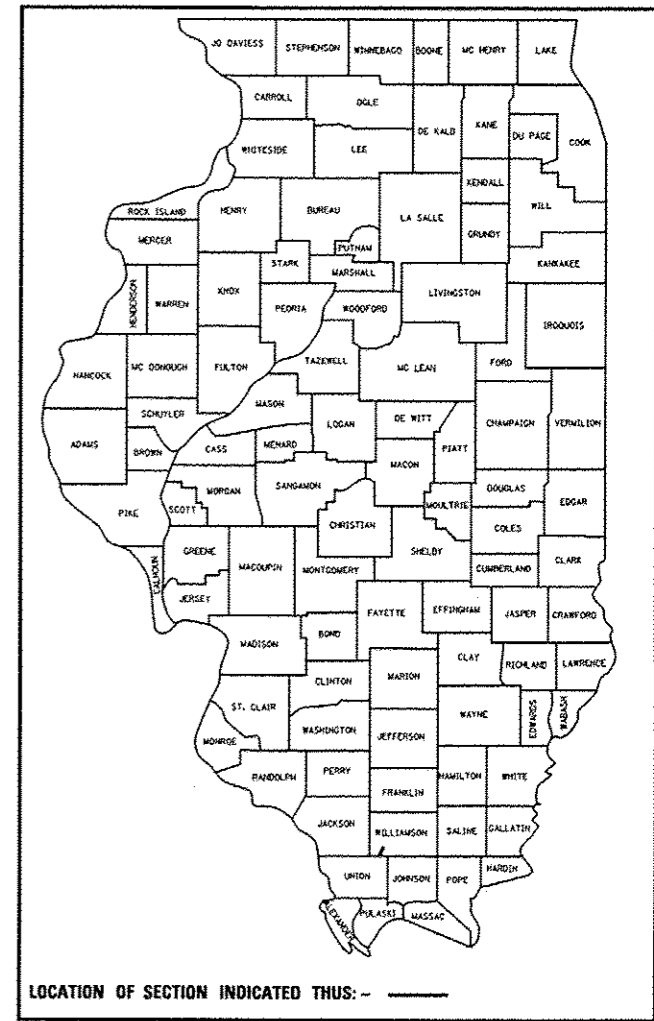 JO DAVIESS STEPHENSON WINNEBAGO BOONE MC HENRY LAKE
CARROLL OGLE DE KALB KANE DU PAGE COOK
WHITESIDE LEE KENDALL WILL
ROCK ISLAND HENRY BUREAU LA SALLE GRUNDY
MERCER PUTNAM KANKAKEE
STARK MARSHALL
HENDERSON WARREN KNOX PEORIA WOODFORD LIVINGSTON IROQUOIS
HANCOCK MC DONOUGH FULTON TAZEWELL MC LEAN FORD
SCHUYLER MASON LOGAN DE WITT CHAMPAIGN VERMILION
ADAMS BROWN CASS MENARD PIATT
MACON
PIKE SCOTT MORGAN SANGAMON CHRISTIAN MOULTRIE DOUGLAS EDGAR
COLES
CALHOUN GREENE MACOUPIN MONTGOMERY SHELBY CUMBERLAND CLARK
JERSEY FAYETTE EFFINGHAM JASPER CRAWFORD
MADISON BOND CLAY RICHLAND LAWRENCE
CLINTON MARION
ST. CLAIR WAYNE EDWARDS WABASH
MONROE WASHINGTON JEFFERSON
RANDOLPH PERRY HAMILTON WHITE
FRANKLIN
JACKSON WILLIAMSON SALINE GALLATIN
UNION JOHNSON POPE HARDIN
ALEXANDER PULASKI MASSAC
LOCATION OF SECTION INDICATED THUS: -